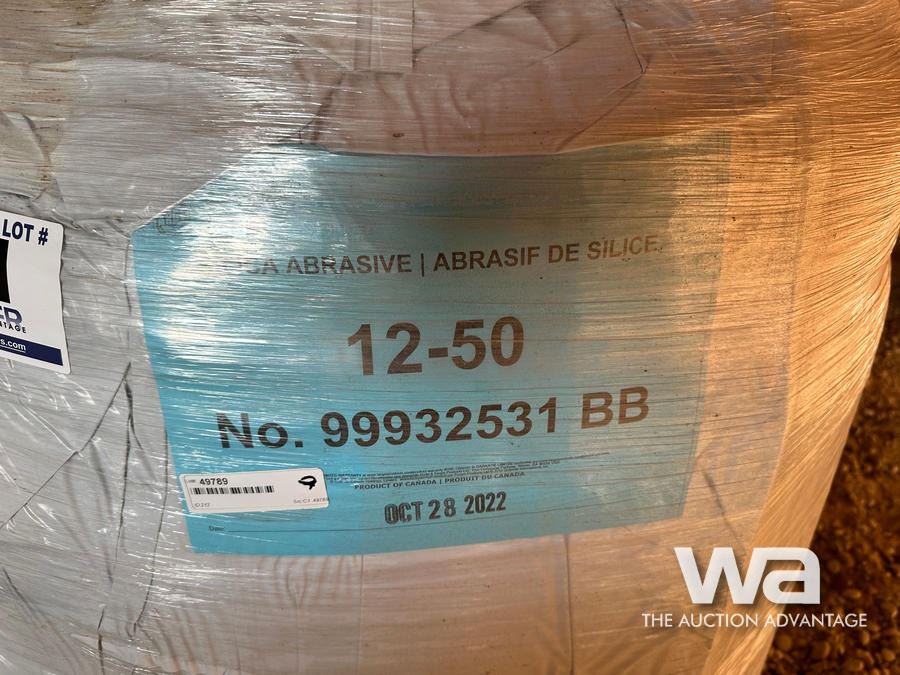 LOT #
s.com
ABRASIVE | ABRASIF DE SILICE
12-50
No. 99932531 BB
49789
PRODUCT OF CANADA | PRODUIT DU CANADA
OCT 28 2022
wa
THE AUCTION ADVANTAGE